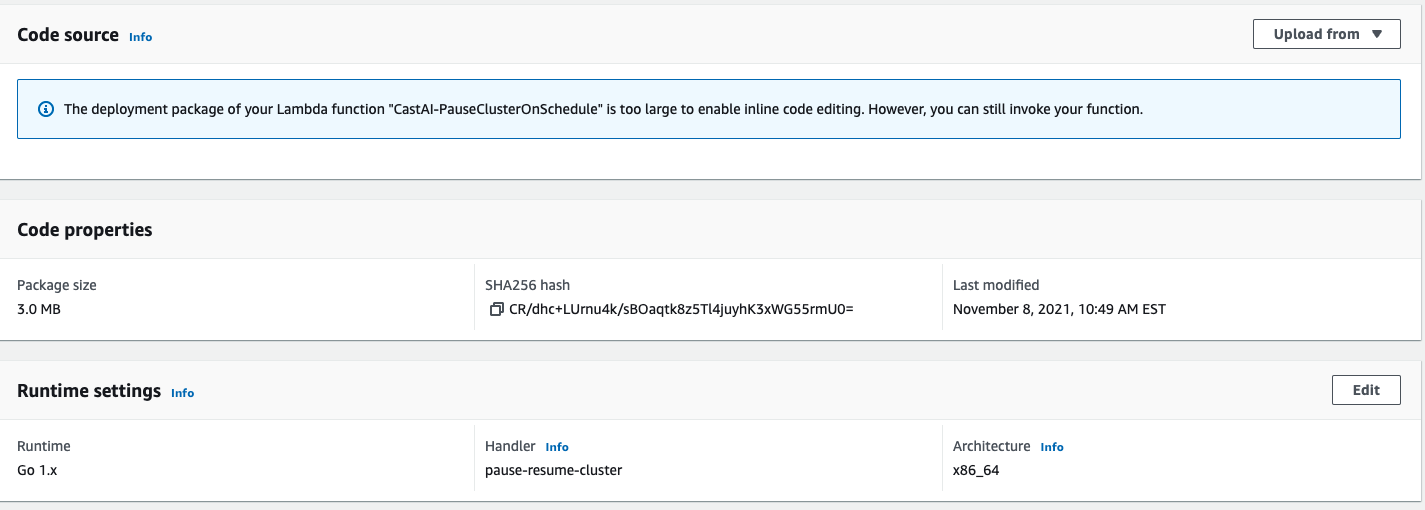 Code source Info
Upload from ▼
The deployment package of your Lambda function "CastAI-PauseClusterOnSchedule" is too large to enable inline code editing. However, you can still invoke your function.
Code properties
Package size
3.0 MB
SHA256 hash
CR/dhc+LUrnu4k/sBOaqtk8z5Tl4juyhK3xWG55rmU0=
Last modified
November 8, 2021, 10:49 AM EST
Runtime settings Info
Edit
Runtime
Go 1.x
Handler Info
pause-resume-cluster
Architecture Info
x86_64